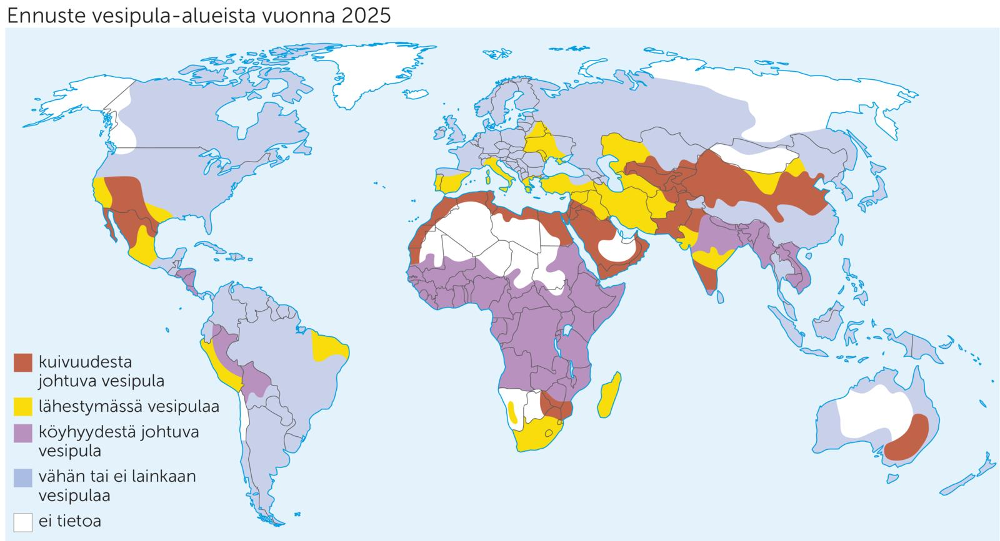 Ennuste vesipula-alueista vuonna 2025
kuivuudesta
johtuva vesipula
lähestymässä vesipulaa
köyhyydestä johtuva
vesipula
vähän tai ei lainkaan
vesipulaa
ei tietoa